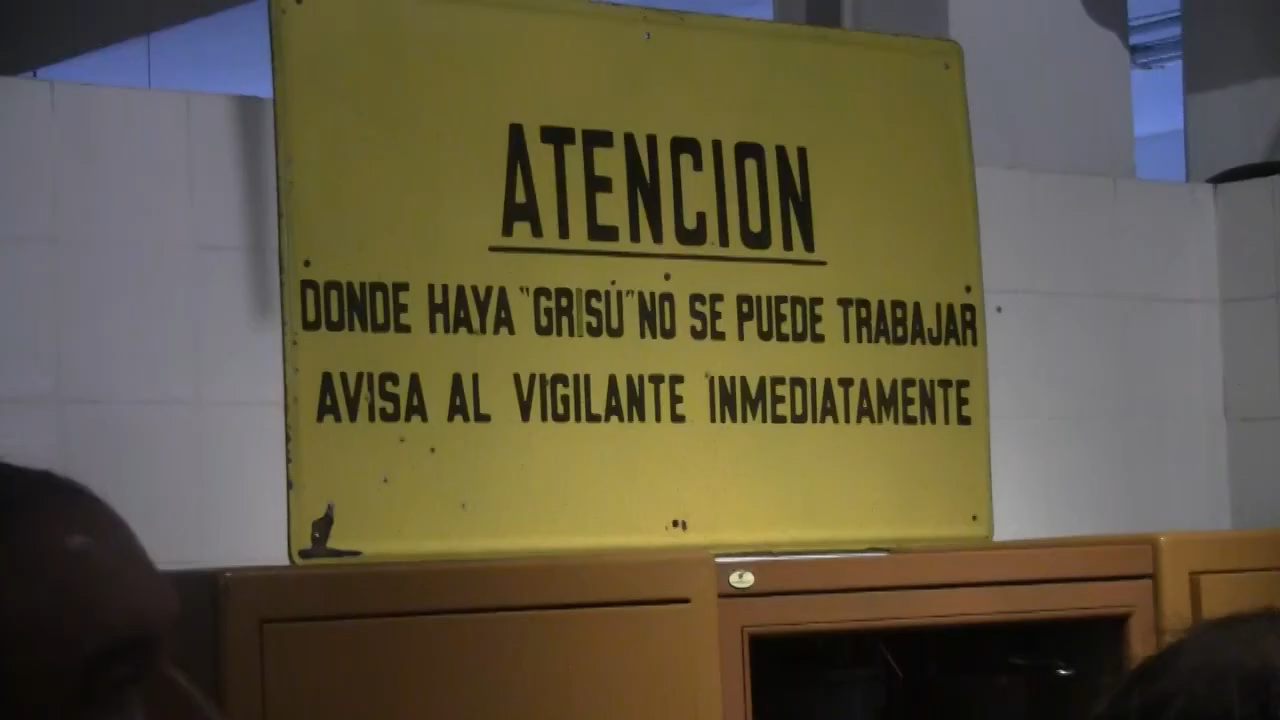 ATENCION
DONDE HAYA "GRISÚ" NO SE PUEDE TRABAJAR
AVISA AL VIGILANTE INMEDIATAMENTE